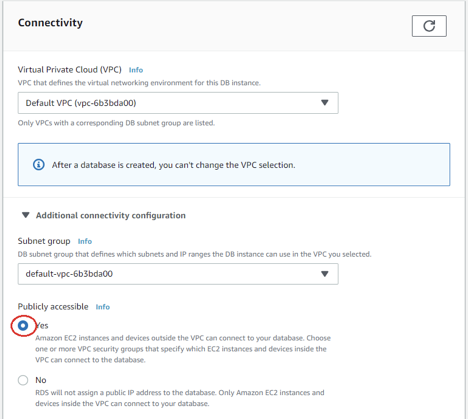 Connectivity
Virtual Private Cloud (VPC) Info
VPC that defines the virtual networking environment for this DB instance.
Default VPC (vpc-6b3bda00)
Only VPCs with a corresponding DB subnet group are listed.
After a database is created, you can't change the VPC selection.
Additional connectivity configuration
Subnet group Info
DB subnet group that defines which subnets and IP ranges the DB instance can use in the VPC you selected.
default-vpc-6b3bda00
Publicly accessible Info
Yes
Amazon EC2 instances and devices outside the VPC can connect to your database. Choose
one or more VPC security groups that specify which EC2 instances and devices inside the
VPC can connect to the database.
No
RDS will not assign a public IP address to the database. Only Amazon EC2 instances and
devices inside the VPC can connect to your database.